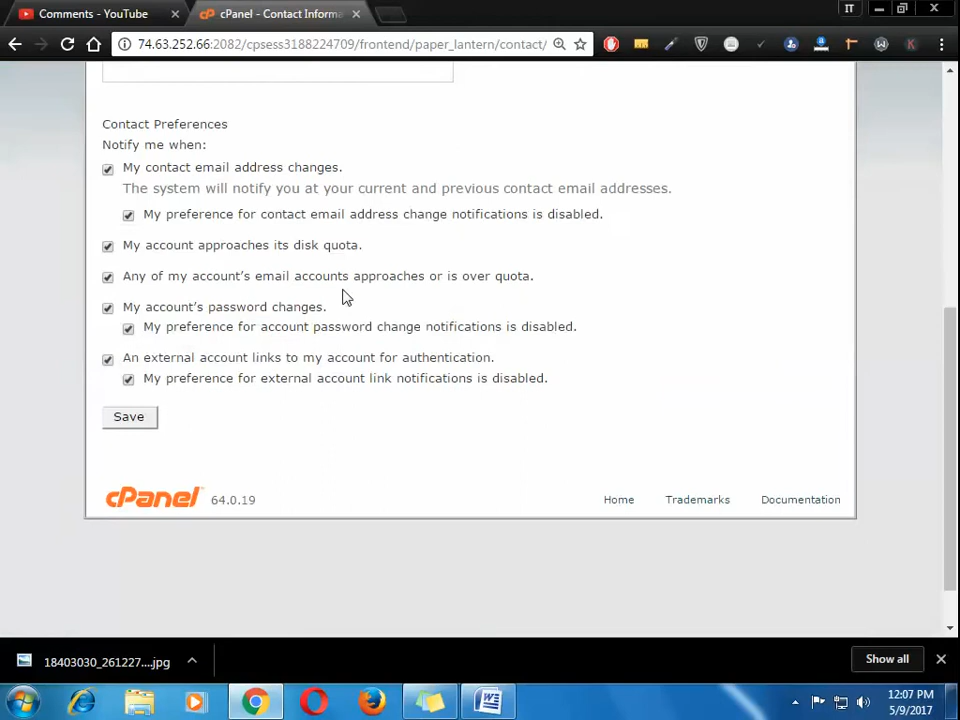 Comments - YouTube
cPanel - Contact Informa
IT
74.63.252.66:2082/cpsess3188224709/frontend/paper_lantern/contact/
Contact Preferences
Notify me when:
My contact email address changes.
The system will notify you at your current and previous contact email addresses.
My preference for contact email address change notifications is disabled.
My account approaches its disk quota.
Any of my account's email accounts approaches or is over quota.
My account's password changes.
My preference for account password change notifications is disabled.
An external account links to my account for authentication.
My preference for external account link notifications is disabled.
Save
cPanel 64.0.19 Home Trademarks Documentation
18403030_261227....jpg
Show all
12:07 PM
5/9/2017